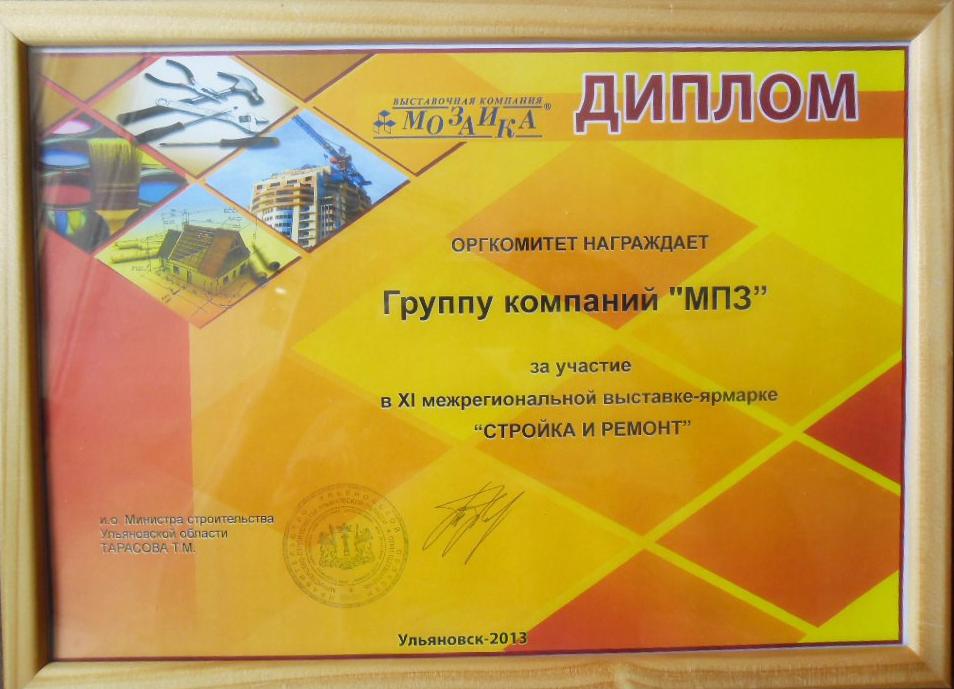 ВЫСТАВОЧНАЯ КОМПАНИЯ
МОЗАИКА®
ДИПЛОМ
ОРГКОМИТЕТ НАГРАЖДАЕТ
Группу компаний "МПЗ”
за участие
в XI межрегиональной выставке-ярмарке
“СТРОЙКА И РЕМОНТ”
и.о. Министра строительства
Ульяновской области
ТАРАСОВА Т.М.
Ульяновск-2013